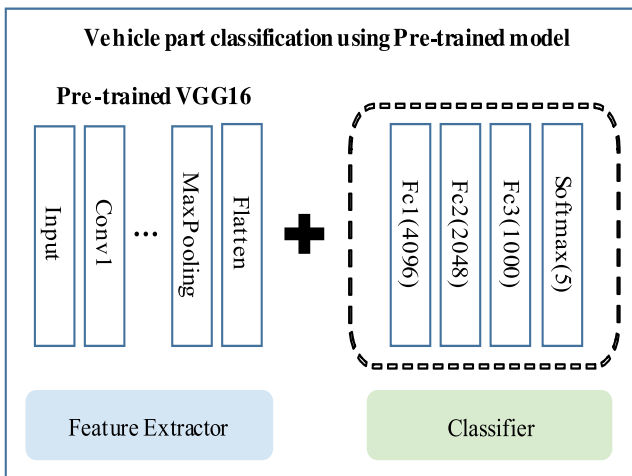 Vehicle part classification using Pre-trained model
Pre-trained VGG16
Input
Conv1
...
MaxPooling
Flatten
Fc1(4096)
Fc2(2048)
Fc3(1000)
Softmax(5)
Feature Extractor
Classifier